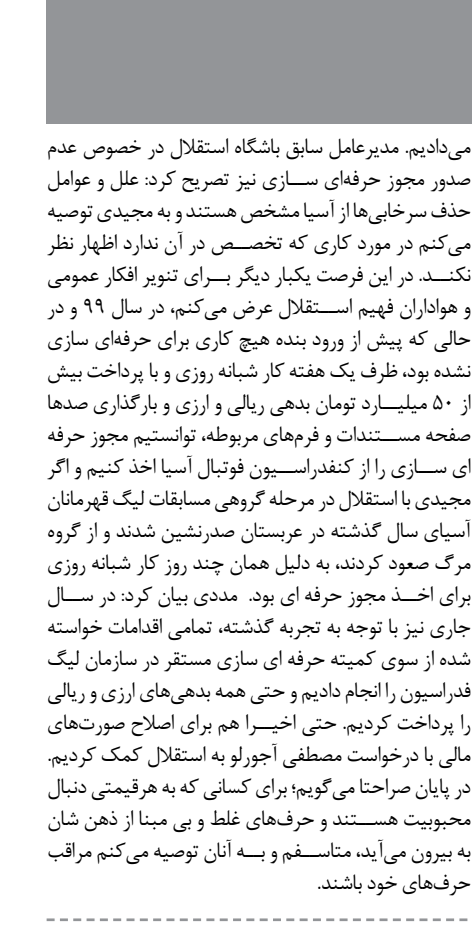 می‌دادیم. مدیرعامل سابق باشگاه استقلال در خصوص عدم
صدور مجوز حرفه‌ای ســازی نیز تصریح کرد: علل و عوامل
حذف سرخابی‌ها از آسیا مشخص هستند و به مجیدی توصیه
می‌کنم در مورد کاری که تخصــص در آن ندارد اظهار نظر
نکنــد. در این فرصت یکبار دیگر بــرای تنویر افکار عمومی
و هواداران فهیم اســتقلال عرض می‌کنم، در سال ۹۹ و در
حالی که پیش از ورود بنده هیچ کاری برای حرفه‌ای سازی
نشده بود، ظرف یک هفته کار شبانه روزی و با پرداخت بیش
از ۵۰ میلیــارد تومان بدهی ریالی و ارزی و بارگذاری صدها
صفحه مســتندات و فرم‌های مربوطه، توانستیم مجوز حرفه
ای ســازی را از کنفدراســیون فوتبال آسیا اخذ کنیم و اگر
مجیدی با استقلال در مرحله گروهی مسابقات لیگ قهرمانان
آسیای سال گذشته در عربستان صدرنشین شدند و از گروه
مرگ صعود کردند، به دلیل همان چند روز کار شبانه روزی
برای اخــذ مجوز حرفه ای بود. مددی بیان کرد: در ســال
جاری نیز با توجه به تجربه گذشته، تمامی اقدامات خواسته
شده از سوی کمیته حرفه ای سازی مستقر در سازمان لیگ
فدراسیون را انجام دادیم و حتی همه بدهی‌های ارزی و ریالی
را پرداخت کردیم. حتی اخیــرا هم برای اصلاح صورت‌های
مالی با درخواست مصطفی آجورلو به استقلال کمک کردیم.
در پایان صراحتا می‌گویم؛ برای کسانی که به هرقیمتی دنبال
محبوبیت هســتند و حرف‌های غلط و بی مبنا از ذهن شان
به بیرون می‌آید، متاســفم و بــه آنان توصیه می‌کنم مراقب
حرف‌های خود باشند.